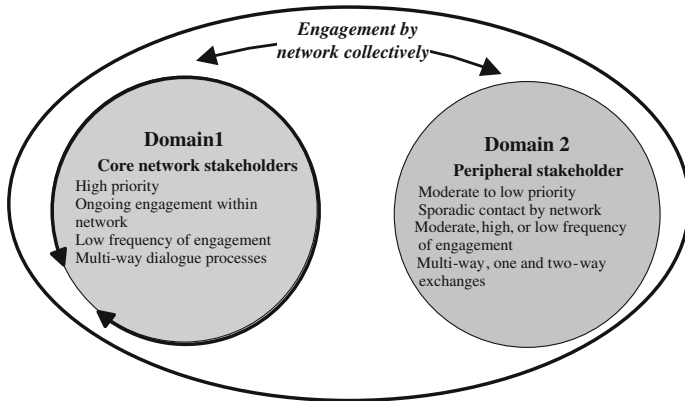 Engagement by
network collectively
Domain1
Core network stakeholders
High priority
Ongoing engagement within
network
Low frequency of engagement
Multi-way dialogue processes
Domain 2
Peripheral stakeholder
Moderate to low priority
Sporadic contact by network
Moderate, high, or low frequency
of engagement
Multi-way, one and two-way
exchanges